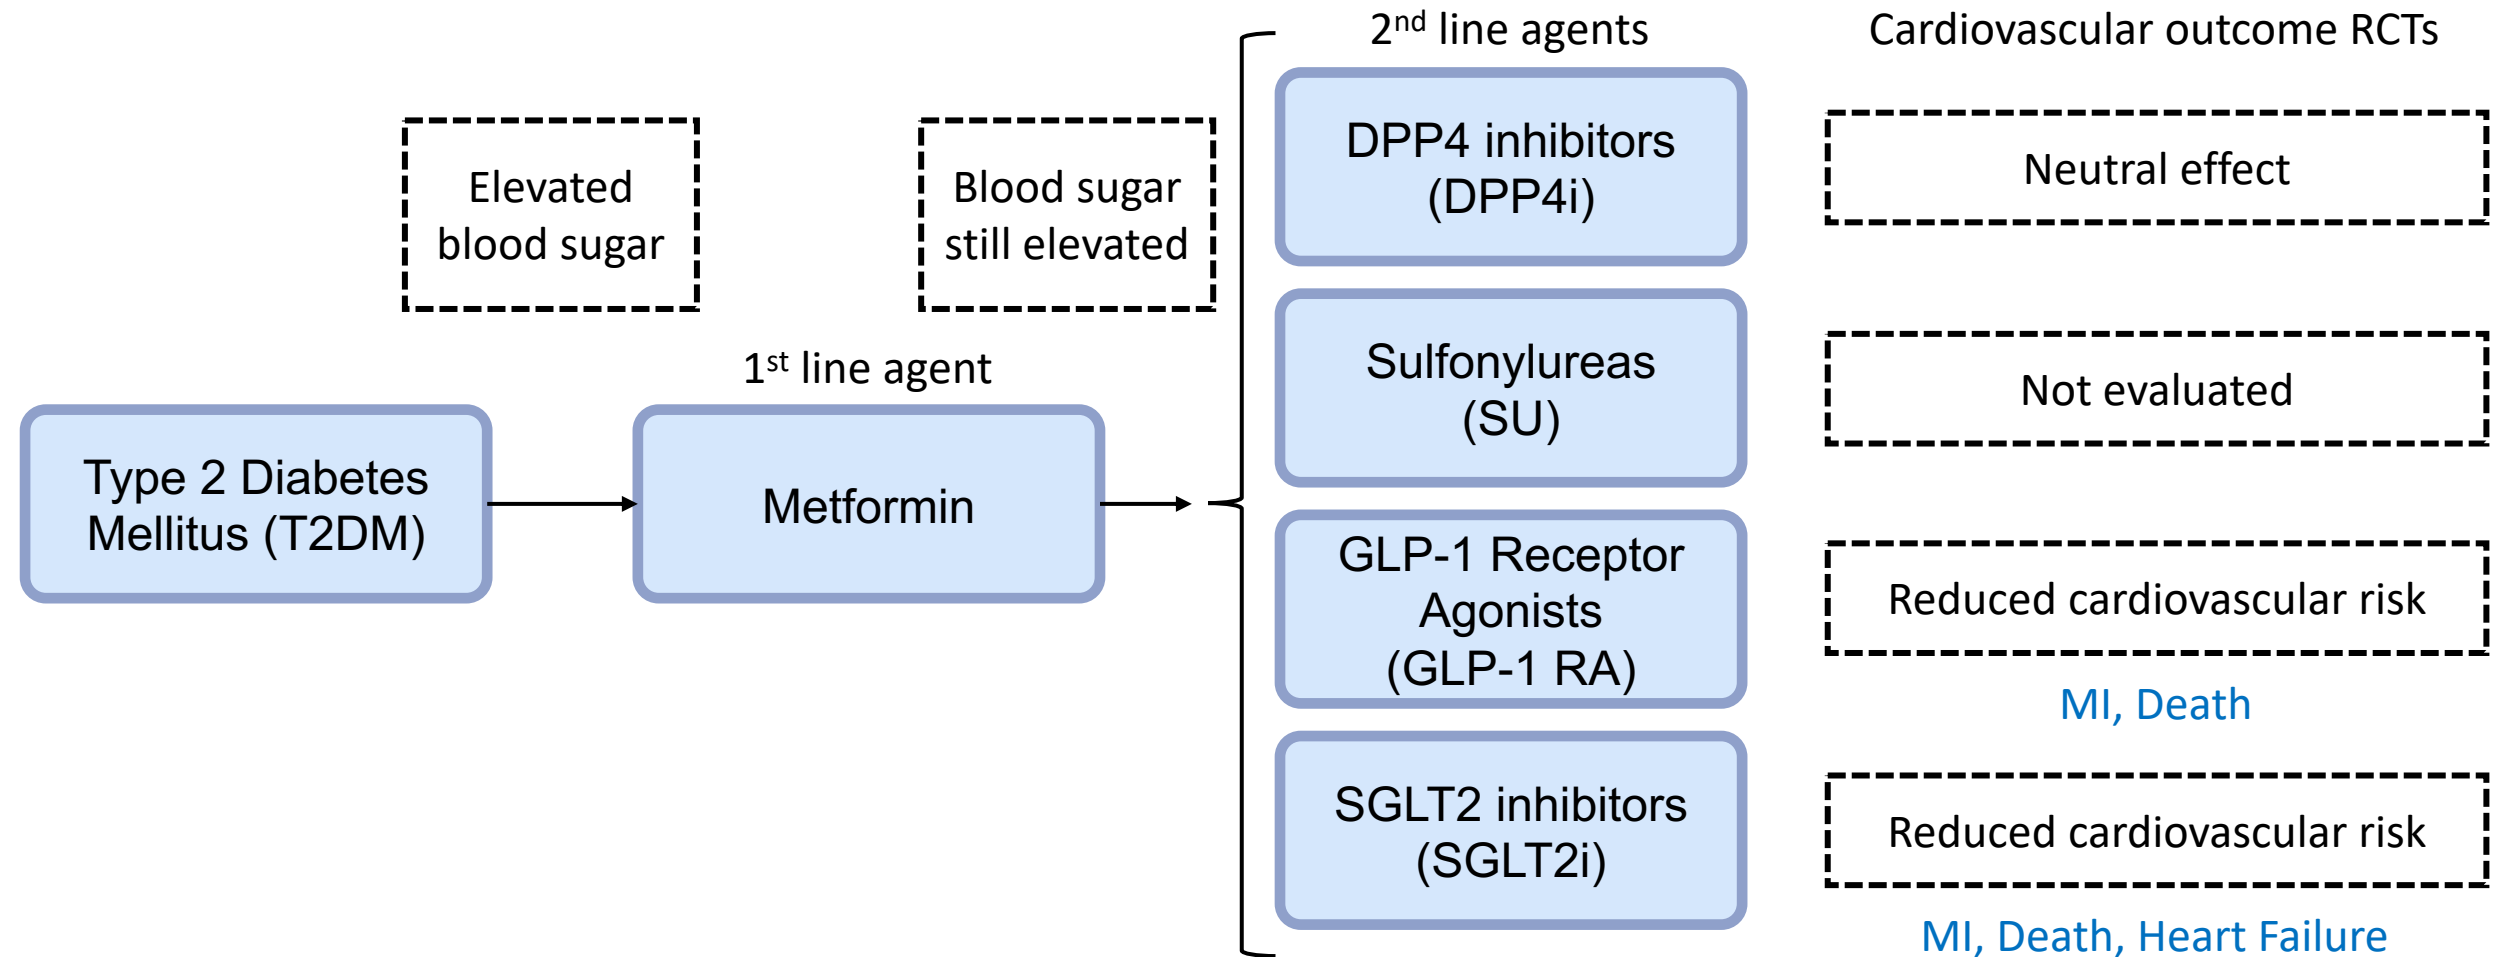 2nd line agents
Cardiovascular outcome RCTs
Elevated
blood sugar
Blood sugar
still elevated
1st line agent
Type 2 Diabetes
Mellitus (T2DM)
Metformin
DPP4 inhibitors
(DPP4i)
Neutral effect
Sulfonylureas
(SU)
Not evaluated
GLP-1 Receptor
Agonists
(GLP-1 RA)
Reduced cardiovascular risk
MI, Death
SGLT2 inhibitors
(SGLT2i)
Reduced cardiovascular risk
MI, Death, Heart Failure